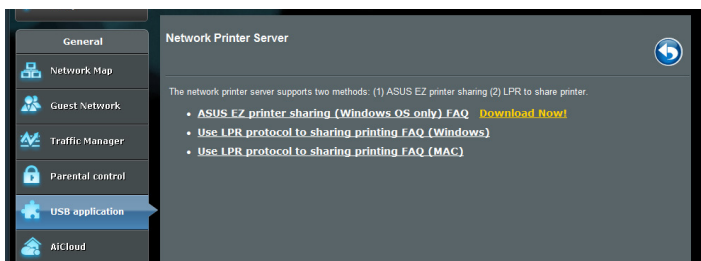 General
Network Map
Guest Network
Traffic Manager
Parental control
USB application
AiCloud
Network Printer Server
The network printer server supports two methods: (1) ASUS EZ printer sharing (2) LPR to share printer.
ASUS EZ printer sharing (Windows OS only) FAQ Download Now!
Use LPR protocol to sharing printing FAQ (Windows)
Use LPR protocol to sharing printing FAQ (MAC)